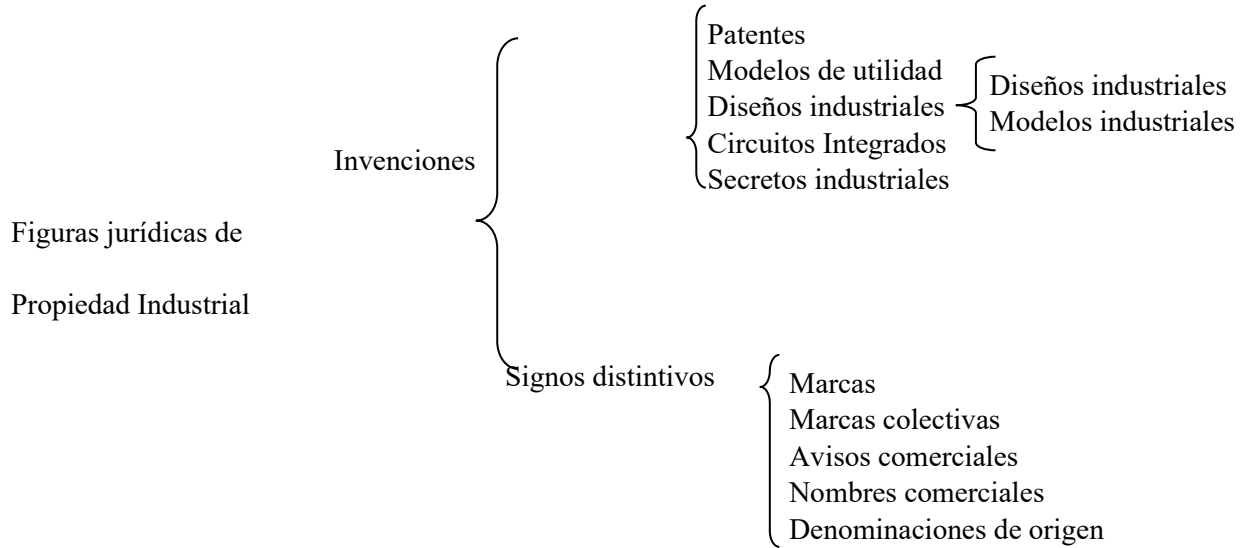 Figuras jurídicas de
Propiedad Industrial
Invenciones
Patentes
Modelos de utilidad
Diseños industriales
Circuitos Integrados
Secretos industriales
Diseños industriales
Modelos industriales
Signos distintivos
Marcas
Marcas colectivas
Avisos comerciales
Nombres comerciales
Denominaciones de origen